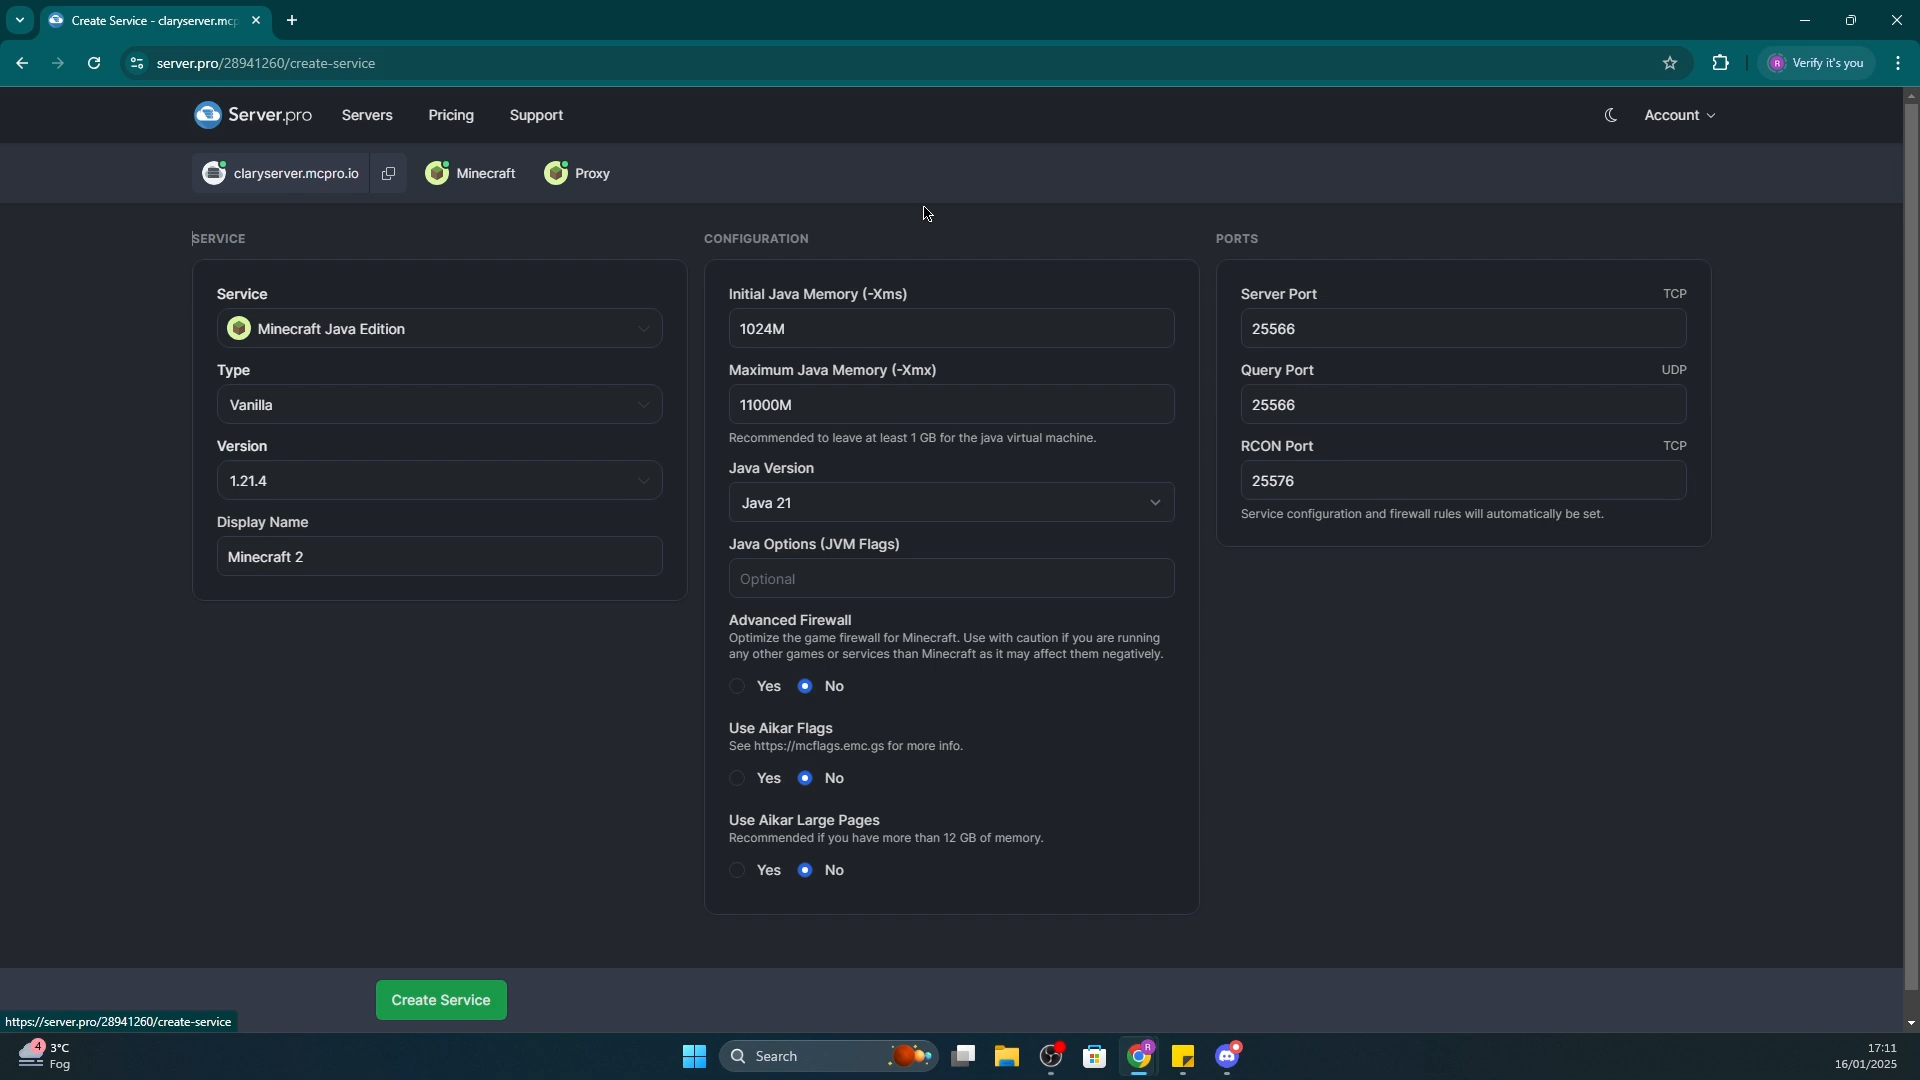 Create Service - claryserver.mcp
server.pro/28941260/create-service
R
Verify it's you
Server.pro
Servers
Pricing
Support
Account
claryserver.mcpro.io
Minecraft
Proxy
SERVICE
Service
Minecraft Java Edition
Type
Vanilla
Version
1.21.4
Display Name
Minecraft 2
CONFIGURATION
Initial Java Memory (-Xms)
1024M
Maximum Java Memory (-Xmx)
11000M
Recommended to leave at least 1 GB for the java virtual machine.
Java Version
Java 21
Java Options (JVM Flags)
Optional
Advanced Firewall
Optimize the game firewall for Minecraft. Use with caution if you are running
any other games or services than Minecraft as it may affect them negatively.
Yes No
Use Aikar Flags
See https://mcflags.emc.gs for more info.
Yes No
Use Aikar Large Pages
Recommended if you have more than 12 GB of memory.
Yes No
PORTS
Server Port TCP
25566
Query Port UDP
25566
RCON Port TCP
25576
Service configuration and firewall rules will automatically be set.
Create Service
https://server.pro/28941260/create-service
4
3°C
Fog
Search
R
17:11
16/01/2025